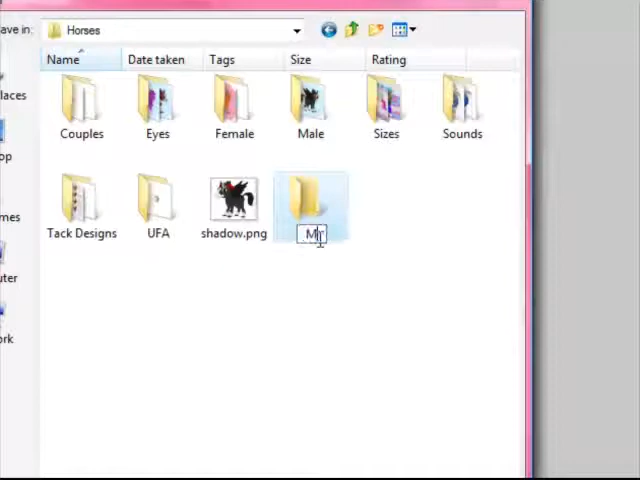 ave in: Horses
Name Date taken Tags Size Rating
laces
Couples Eyes Female Male Sizes Sounds
op
mes
Tack Designs UFA shadow.png
uter
ork